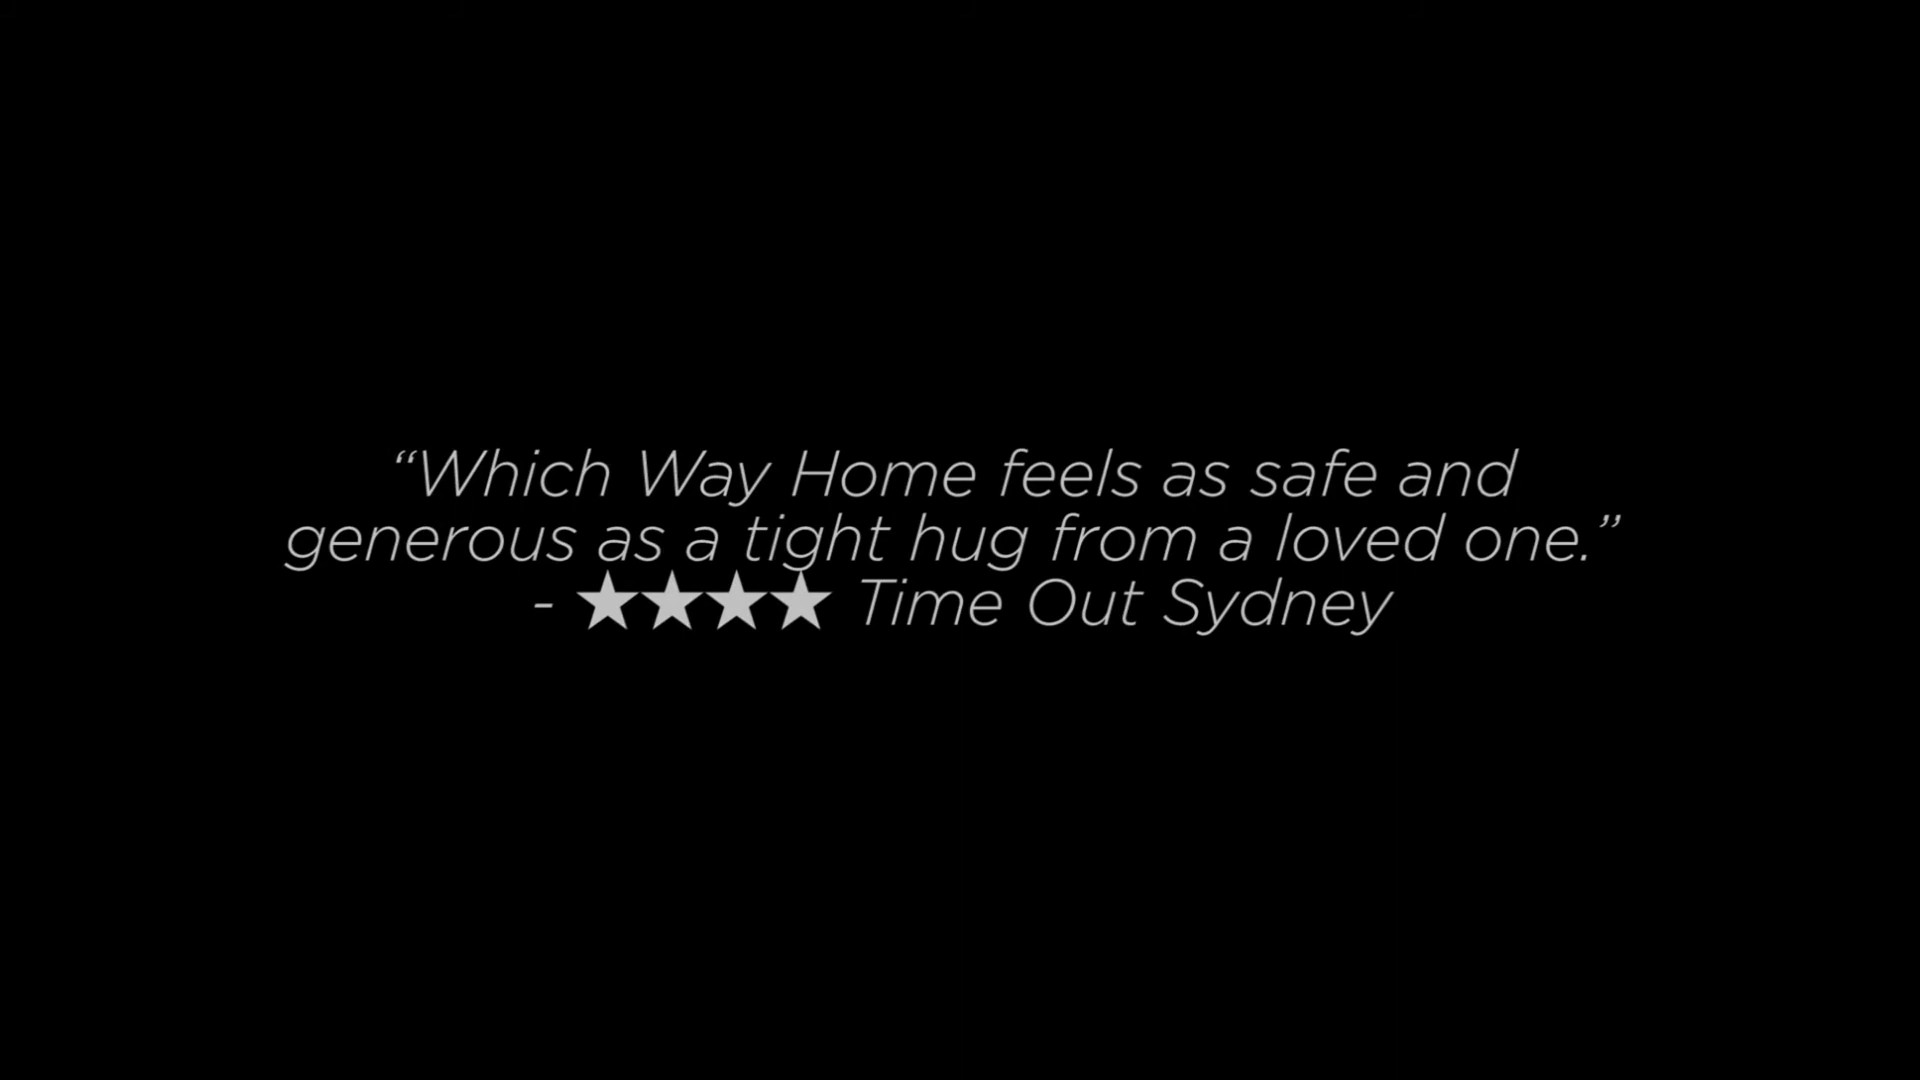 “Which Way Home feels as safe and
generous as a tight hug from a loved one.”
- ★★★★ Time Out Sydney